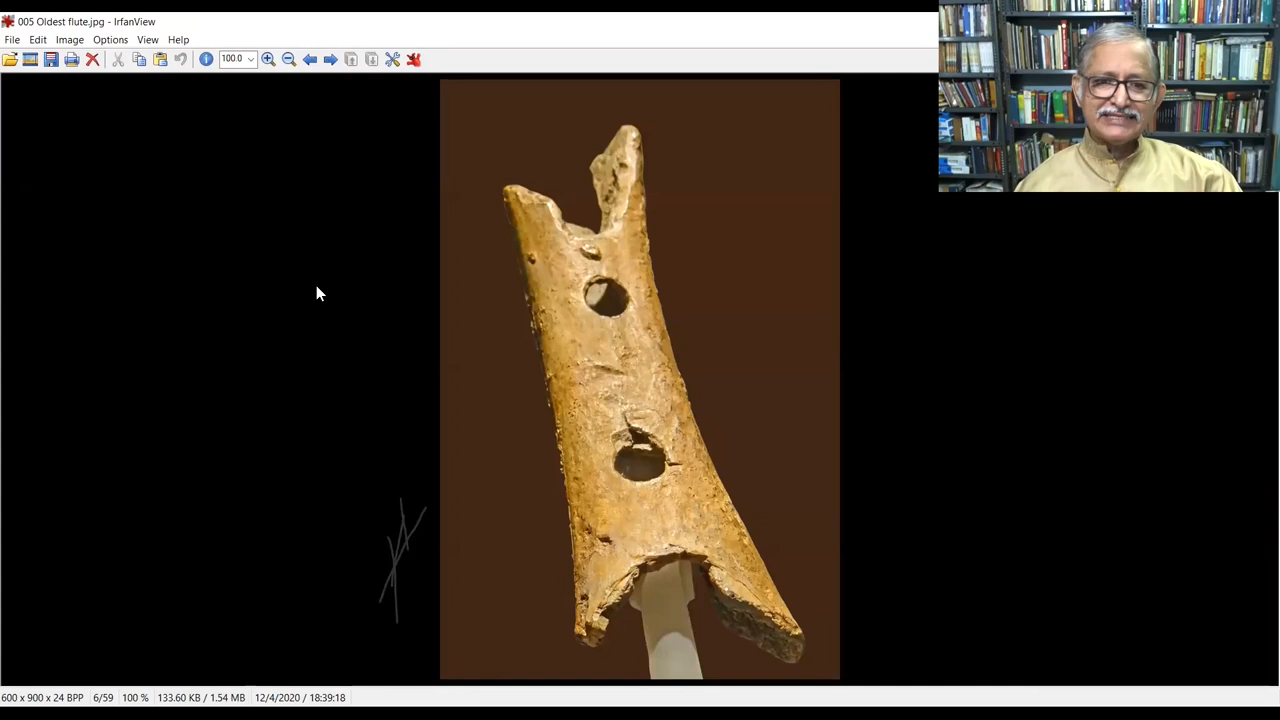 005 Oldest flute.jpg - IrfanView
File Edit Image Options View Help
100.0
600 x 900 x 24 BPP 6/59 100 % 133.60 KB / 1.54 MB 12/4/2020 / 18:39:18